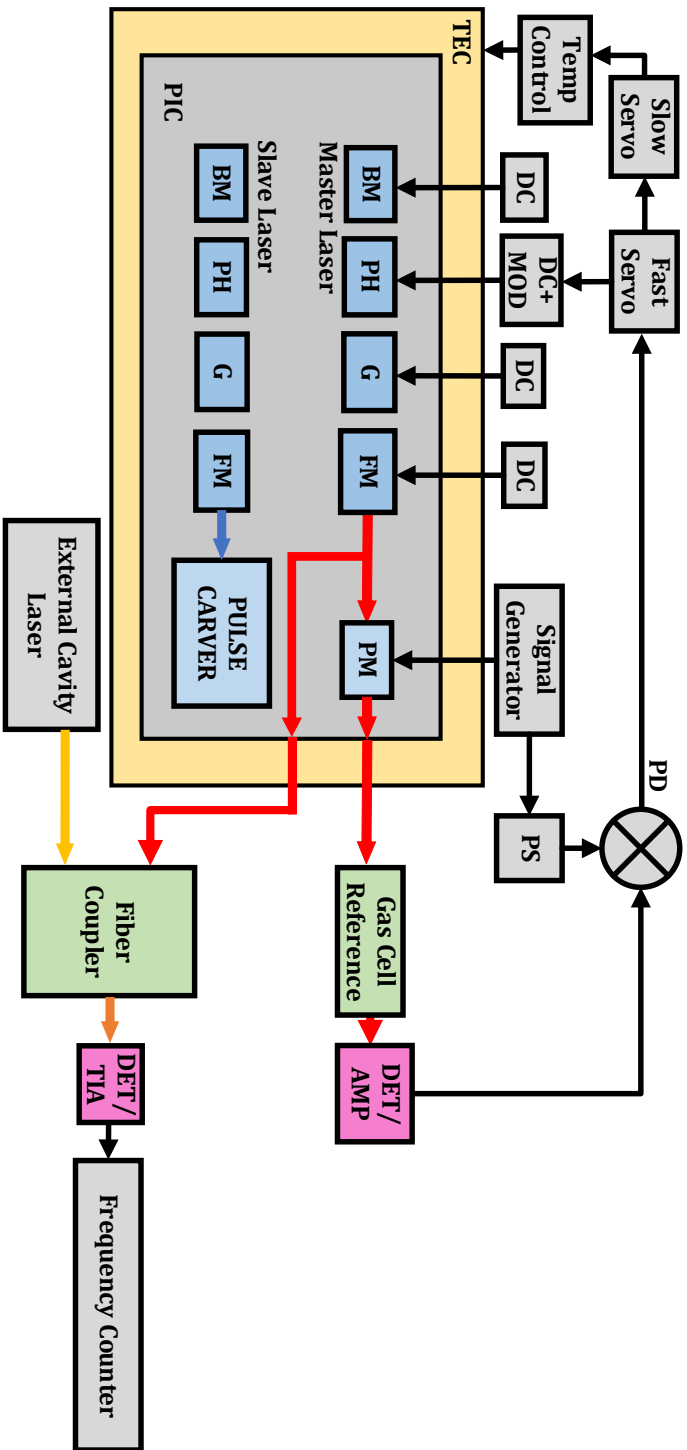 Slow
Servo
Fast
Servo
PD
Temp
Control
DC
DC+
MOD
DC
DC
Signal
Generator
PS
TEC
BM
PH
G
FM
PM
Gas Cell
Reference
DET/
AMP
Master Laser
Slave Laser
BM
PH
G
FM
PULSE
CARVER
PIC
Fiber
Coupler
DET/
TIA
Frequency Counter
External Cavity
Laser